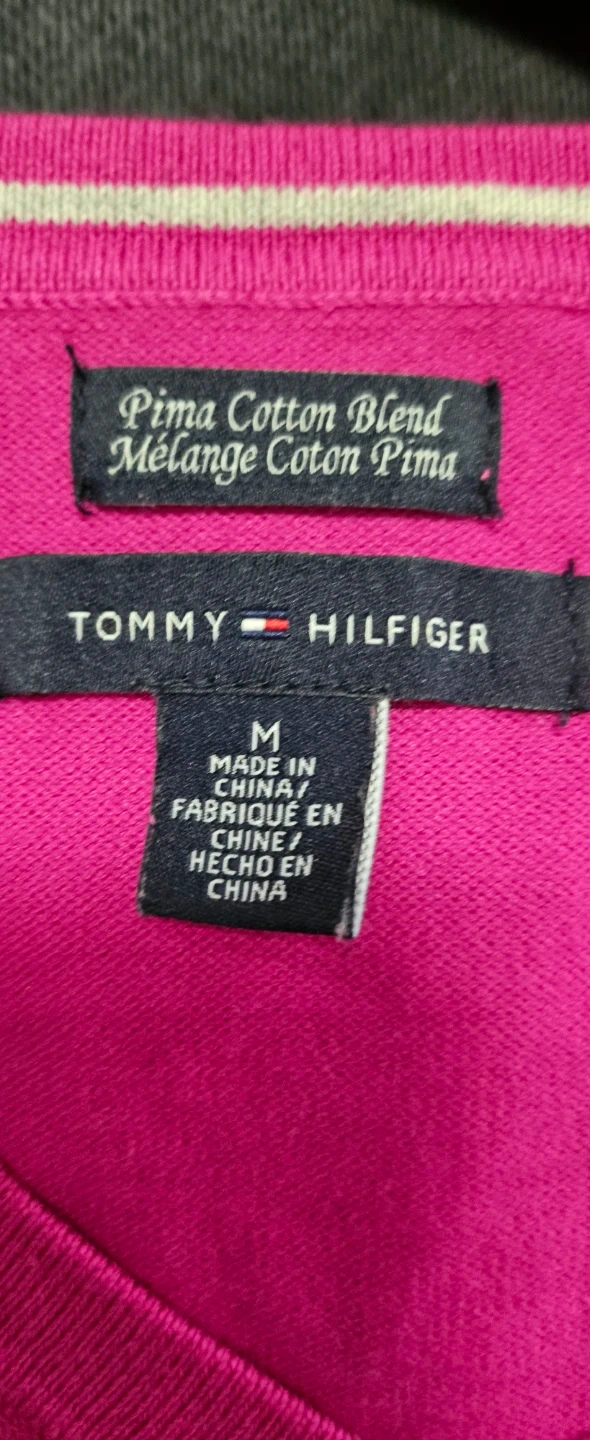 Pima Cotton Blend
Mélange Coton Pima
TOMMY HILFIGER
M
MADE IN
CHINA/
FABRIQUÉ EN
CHINE/
HECHO EN
CHINA